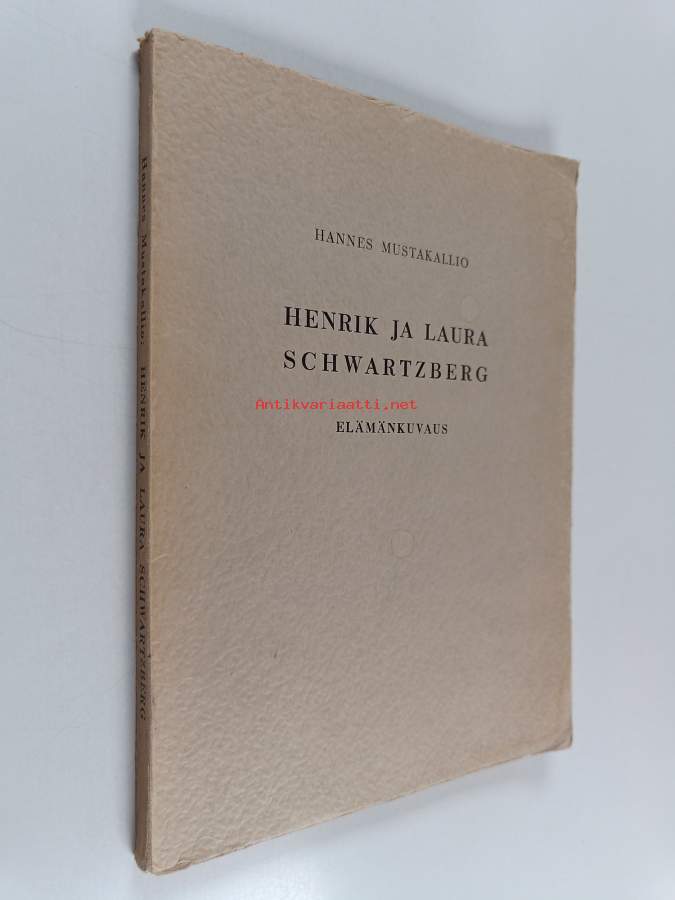 HANNES MUSTAKALLIO
HENRIK JA LAURA
SCHWARTZBERG
Antikvariaatti.net
ELÄMÄNKUVAUS
Hannes Mustakallio: HENRIK JA LAURA SCHWARTZBERG